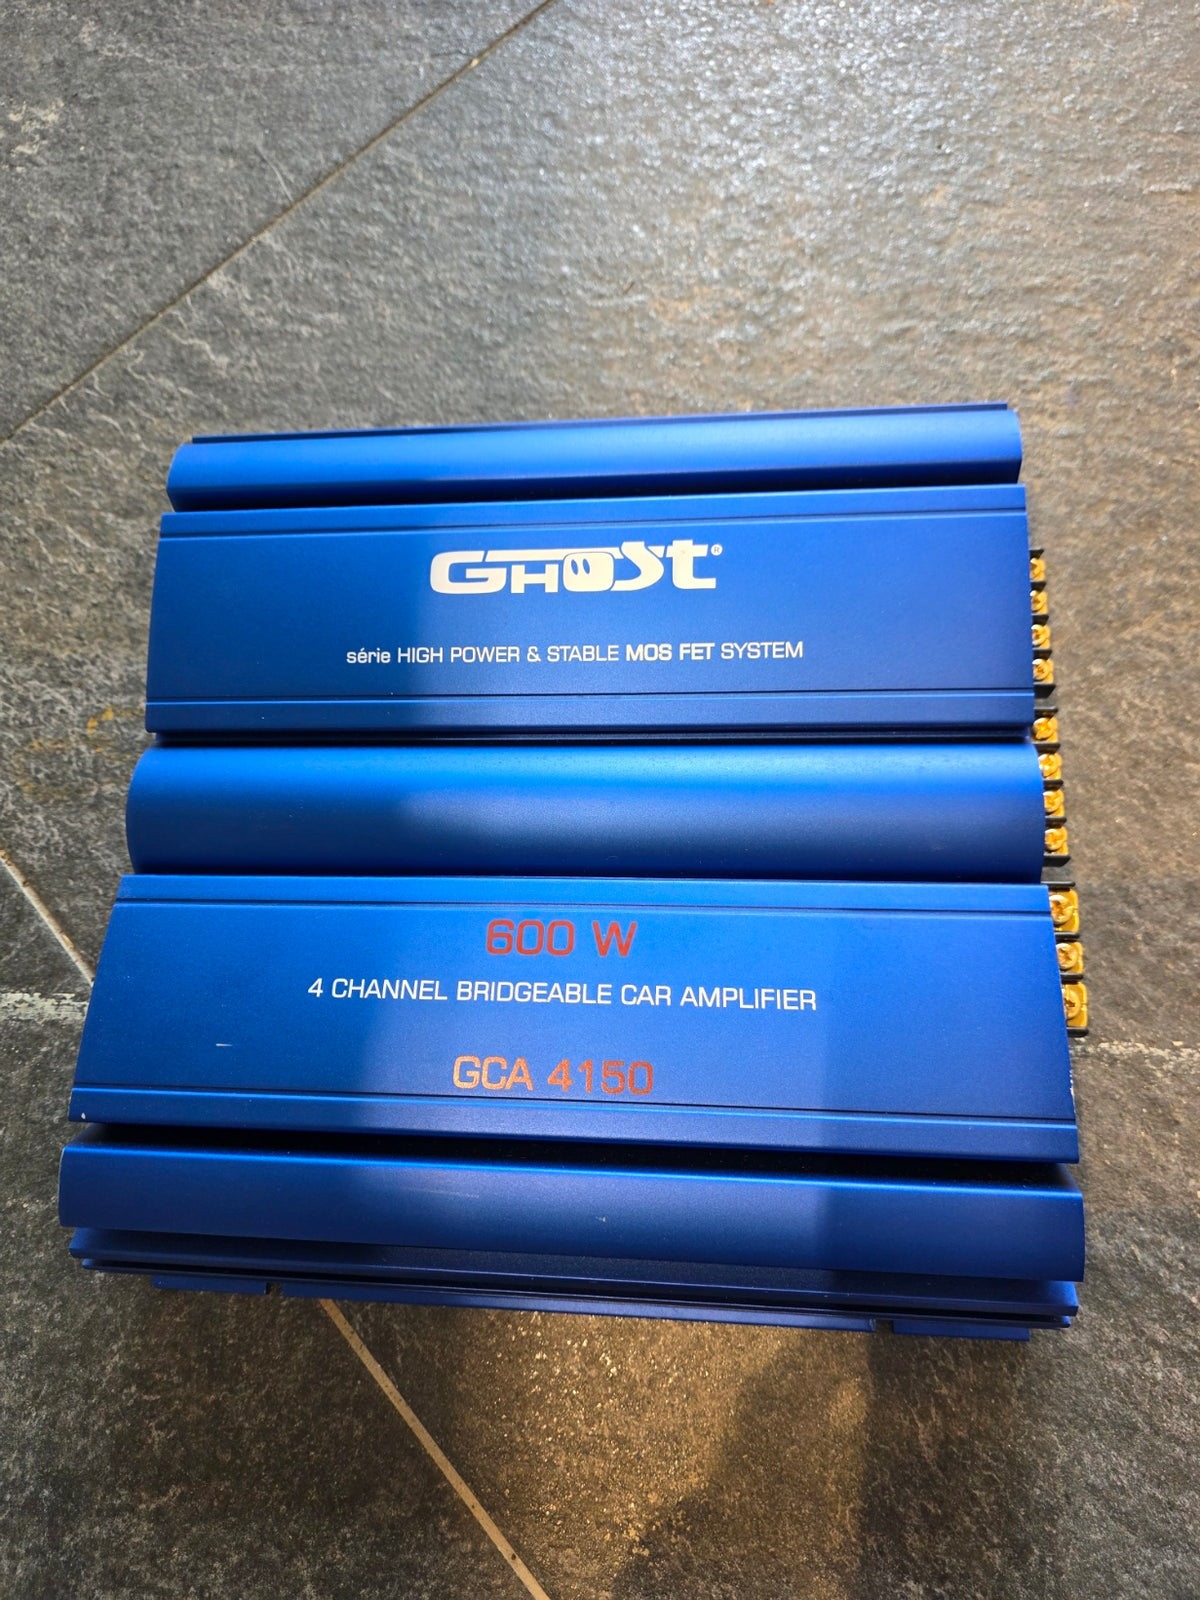 GHOST®
série HIGH POWER & STABLE MOS FET SYSTEM
600 W
4 CHANNEL BRIDGEABLE CAR AMPLIFIER
GCA 4150